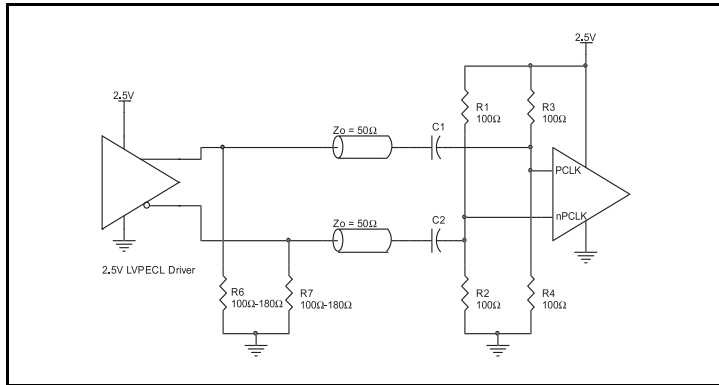 2.5V
2.5V
R1
100Ω
R3
100Ω
Zo = 50Ω
C1
PCLK
nPCLK
Zo = 50Ω
C2
2.5V LVPECL Driver
R6
100Ω-180Ω
R7
100Ω-180Ω
R2
100Ω
R4
100Ω